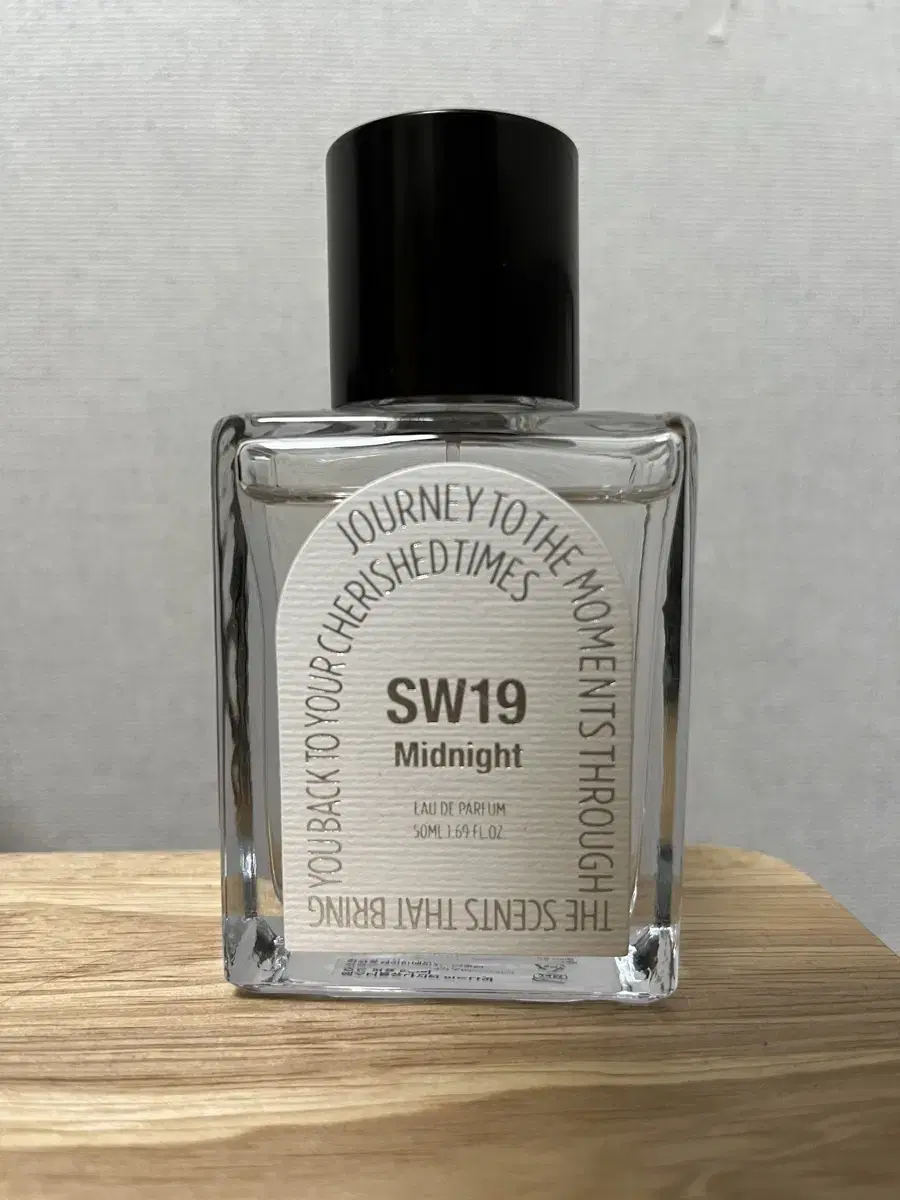 JOURNEY TO THE MOMENTS THROUGH
THE SCENTS THAT BRING
YOU BACK TO YOUR CHERISHED TIMES
SW19
Midnight
EAU DE PARFUM
50ML 1.69 FL.OZ.